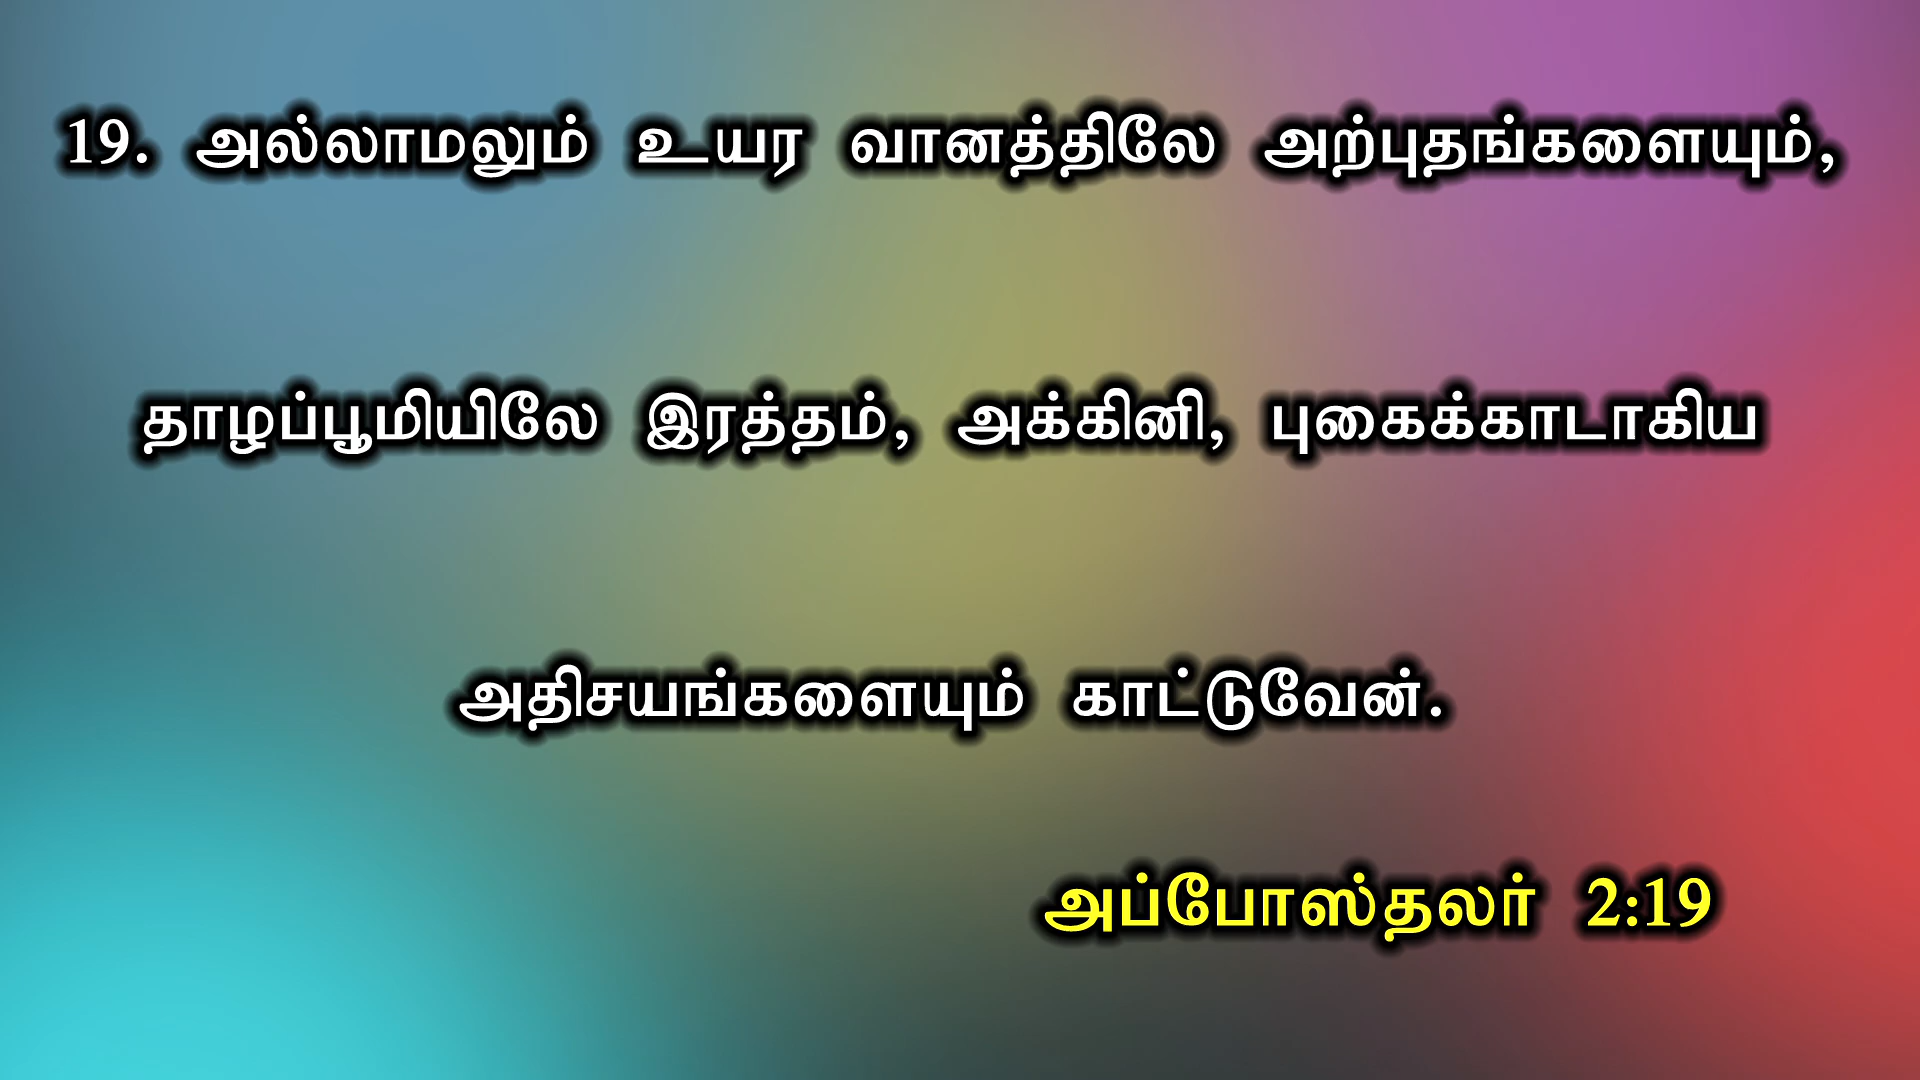 19. அல்லாமலும் உயர வானத்திலே அற்புதங்களையும்,
தாழப்பூமியிலே இரத்தம், அக்கினி, புகைக்காடாகிய
அதிசயங்களையும் காட்டுவேன்.
அப்போஸ்தலர் 2:19